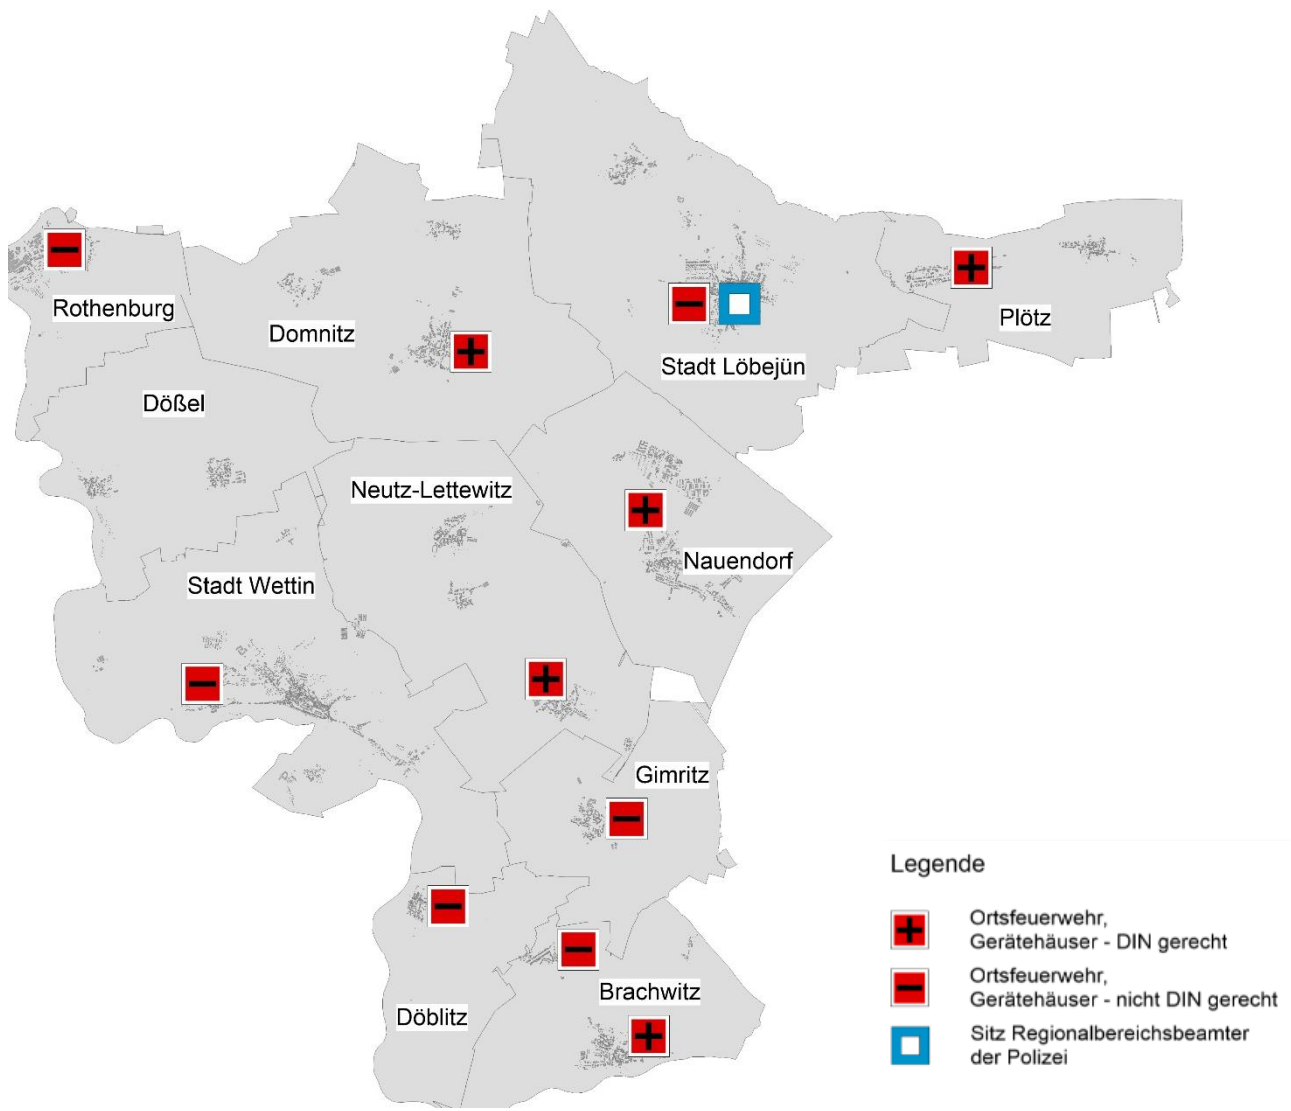 Rothenburg
Domnitz
Plötz
Stadt Löbejün
Dößel
Neutz-Lettewitz
Nauendorf
Stadt Wettin
Gimritz
Brachwitz
Döblitz
Legende
Ortsfeuerwehr,
Gerätehäuser - DIN gerecht
Ortsfeuerwehr,
Gerätehäuser - nicht DIN gerecht
Sitz Regionalbereichsbeamter
der Polizei